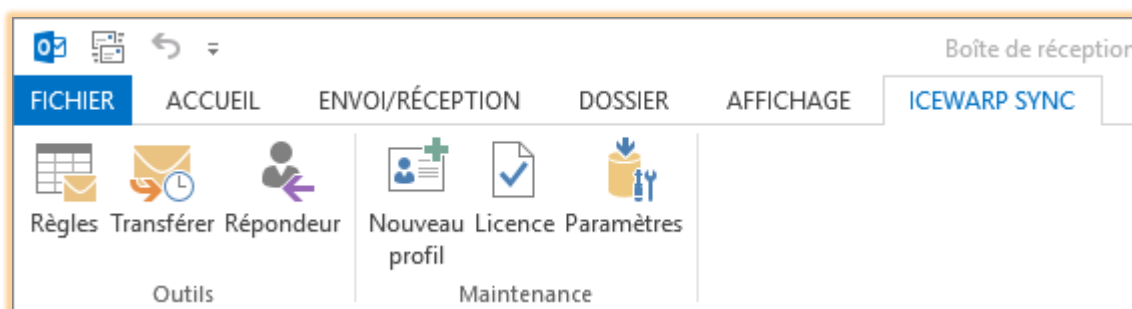 Boîte de réception
FICHIER ACCUEIL ENVOI/RÉCEPTION DOSSIER AFFICHAGE ICEWARP SYNC
Règles Transférer Répondeur Nouveau profil Licence Paramètres
Outils Maintenance